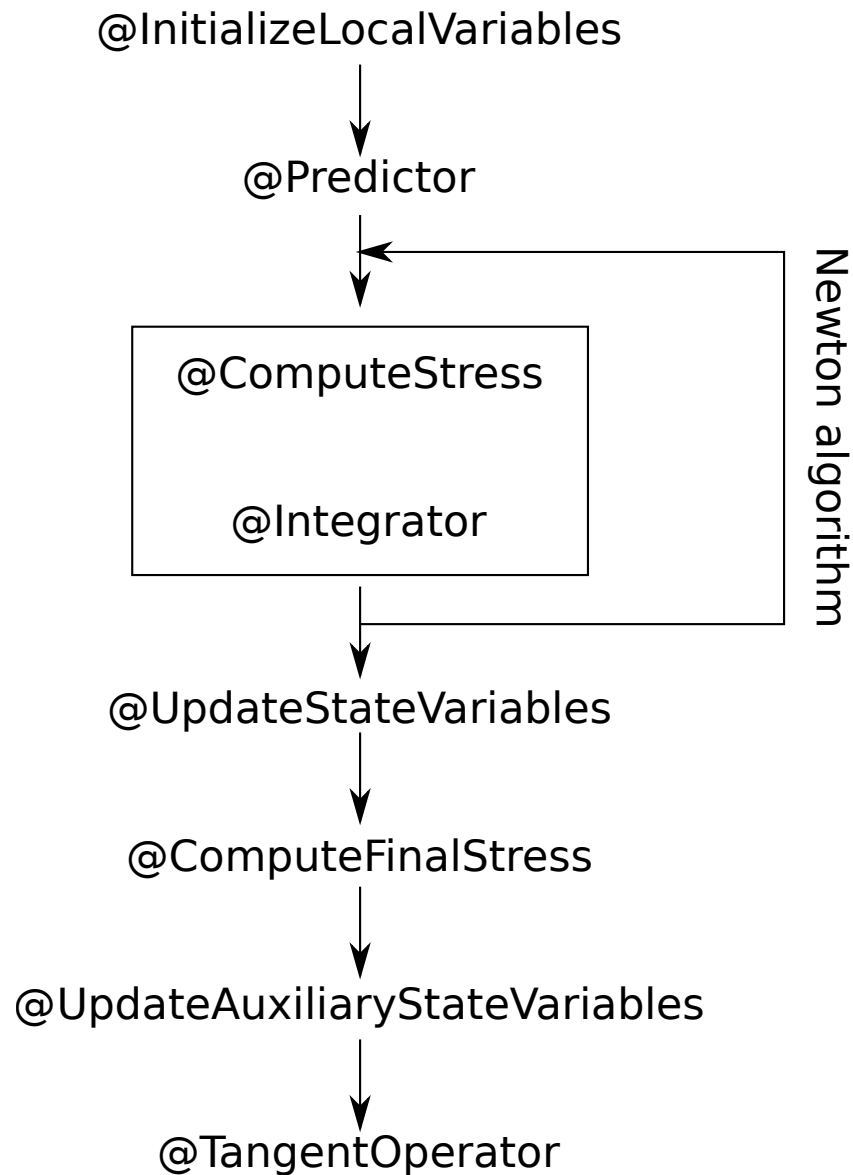 @InitializeLocalVariables
@Predictor
@ComputeStress
@Integrator
Newton algorithm
@UpdateStateVariables
@ComputeFinalStress
@UpdateAuxiliaryStateVariables
@TangentOperator